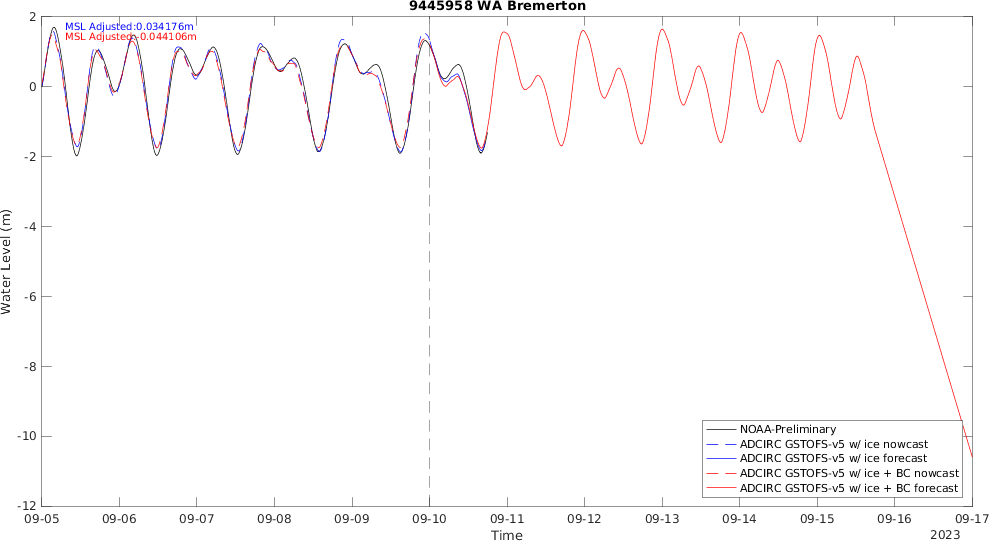 9445958 WA Bremerton
MSL Adjusted:0.034176m
MSL Adjusted:-0.044106m
2
0
-2
-4
-6
-8
-10
-12
Water Level (m)
NOAA-Preliminary
ADCIRC GSTOFS-v5 w/ ice nowcast
ADCIRC GSTOFS-v5 w/ ice forecast
ADCIRC GSTOFS-v5 w/ ice + BC nowcast
ADCIRC GSTOFS-v5 w/ ice + BC forecast
09-05 09-06 09-07 09-08 09-09 09-10 09-11 09-12 09-13 09-14 09-15 09-16 09-17
Time
2023